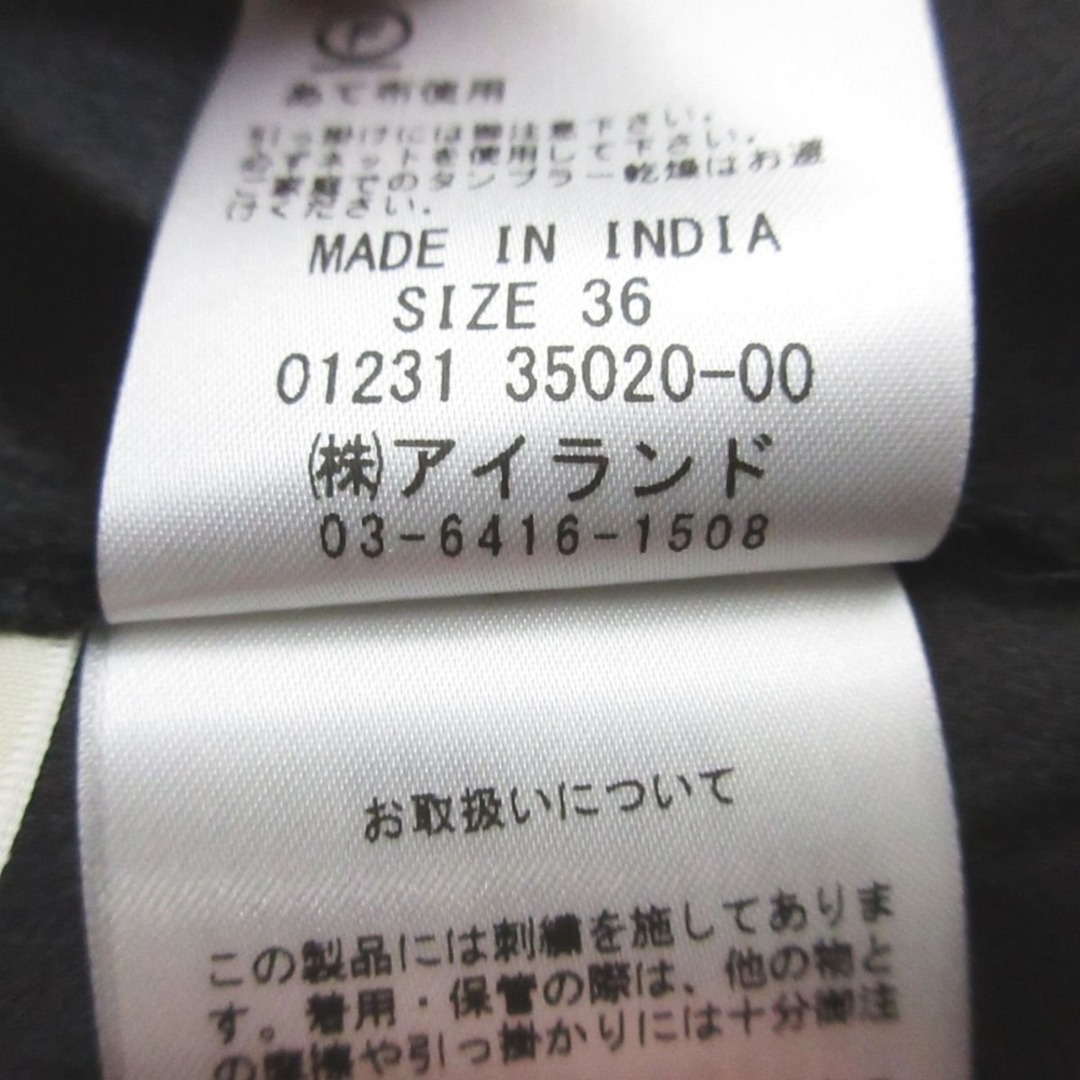 P
あて布使用
引っ掛けには御注意下さい。
必ずネットを使用して下さい。
ご家庭でのタンブラー乾燥はお避
けください。
MADE IN INDIA
SIZE 36
01231 35020-00
㈱アイランド
03-6416-1508
お取扱いについて
この製品には刺繍を施してありま
す。着用・保管の際は、他の物と
の摩擦や引っ掛かりには十分御注